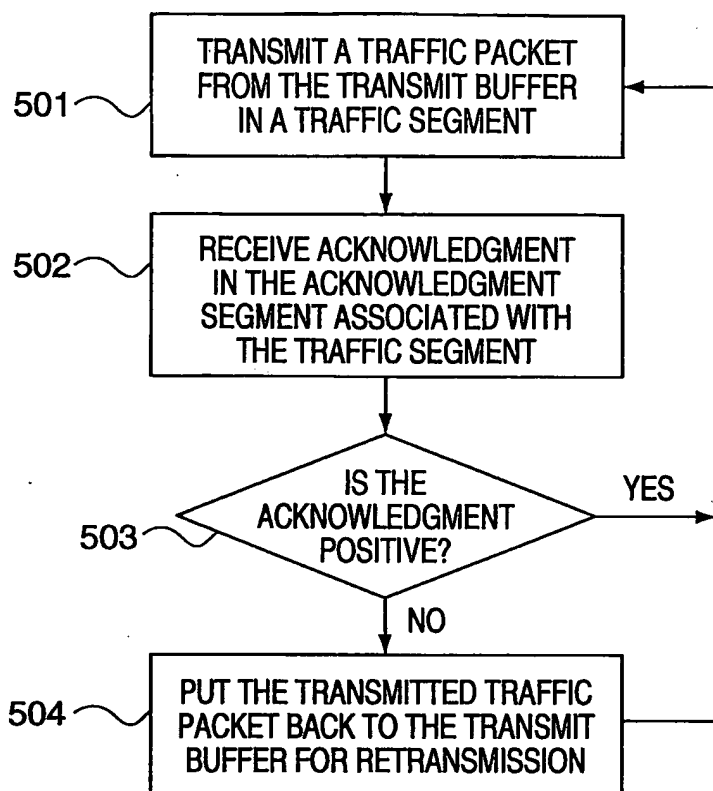 501
TRANSMIT A TRAFFIC PACKET
FROM THE TRANSMIT BUFFER
IN A TRAFFIC SEGMENT
502
RECEIVE ACKNOWLEDGMENT
IN THE ACKNOWLEDGMENT
SEGMENT ASSOCIATED WITH
THE TRAFFIC SEGMENT
503
IS THE
ACKNOWLEDGMENT
POSITIVE?
YES
NO
504
PUT THE TRANSMITTED TRAFFIC
PACKET BACK TO THE TRANSMIT
BUFFER FOR RETRANSMISSION